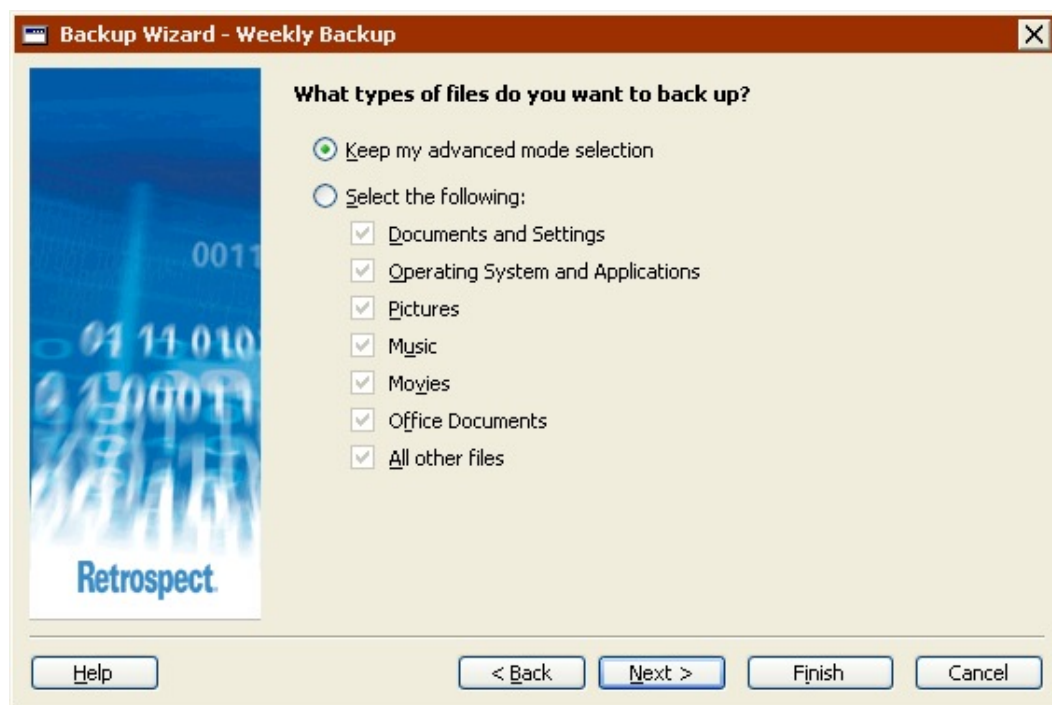 Backup Wizard - Weekly Backup
What types of files do you want to back up?
Keep my advanced mode selection
Select the following:
Documents and Settings
Operating System and Applications
Pictures
Music
Movies
Office Documents
All other files
0011
01 11 010
Retrospect.
Help
< Back
Next >
Finish
Cancel